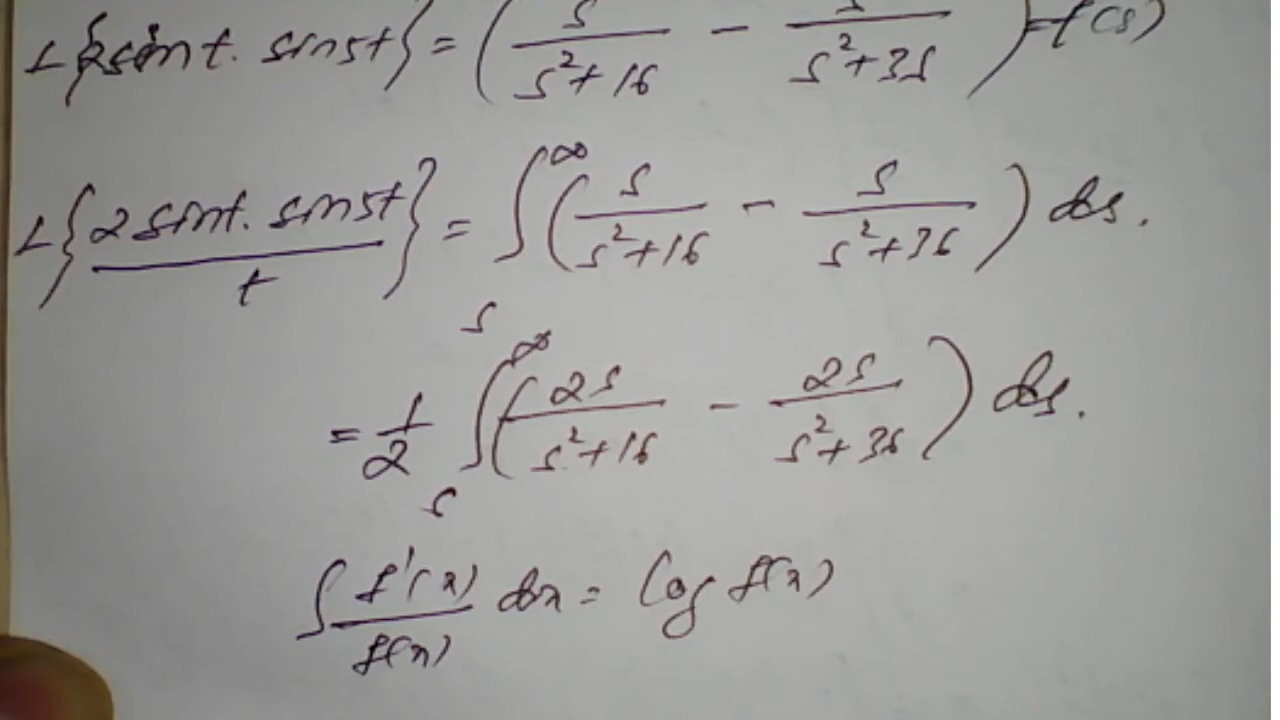 L{2sint. sin5t} = (s/(s²+16) - s/(s²+36)) = f(s)
L{2sint. sin5t/t} = ∫_s^∞ (s/(s²+16) - s/(s²+36)) ds.
= 1/2 ∫_s^∞ (2s/(s²+16) - 2s/(s²+36)) ds.
∫ f'(x)/f(x) dx = log f(x)